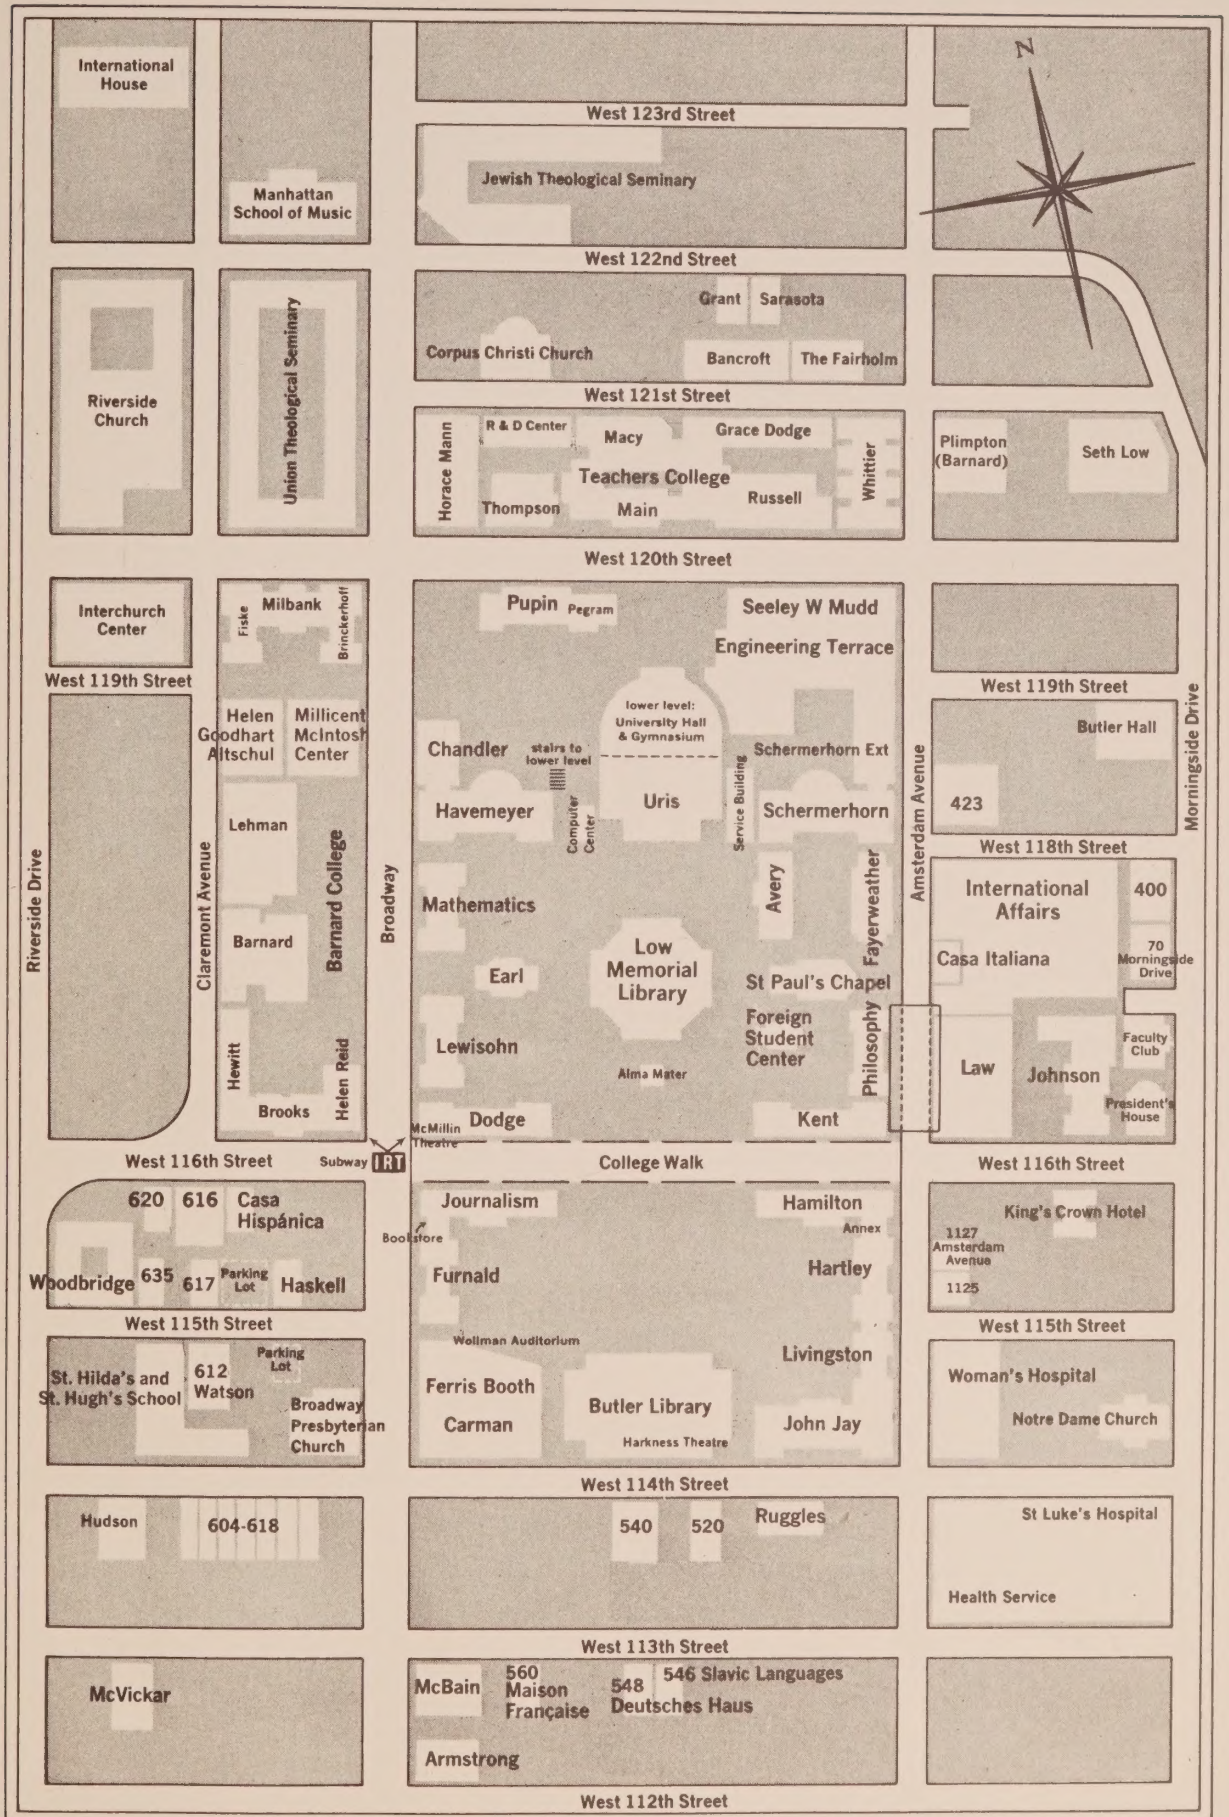 N
International
House
West 123rd Street
Manhattan
School of Music
Jewish Theological Seminary
West 122nd Street
Riverside
Church
Union Theological Seminary
Grant
Sarasota
Corpus Christi Church
Bancroft
The Fairholm
West 121st Street
Horace Mann
R & D Center
Macy
Grace Dodge
Teachers College
Thompson
Main
Russell
Whittier
Plimpton
(Barnard)
Seth Low
West 120th Street
Interchurch
Center
West 119th Street
Fiske
Milbank
Brinckerhoff
Pupin
Pegram
Seeley W Mudd
Engineering Terrace
West 119th Street
Helen
Goodhart
Altschul
Millicent
McIntosh
Center
Chandler
stairs to
lower level
lower level:
University Hall
& Gymnasium
Schermerhorn Ext
Butler Hall
Morningside Drive
Lehman
Havemeyer
Computer
Center
Uris
Service Building
Schermerhorn
Amsterdam Avenue
423
West 118th Street
Riverside Drive
Claremont Avenue
Barnard College
Broadway
Barnard
Mathematics
Avery
Fayerweather
International
Affairs
400
Earl
Low
Memorial
Library
St Paul's Chapel
Casa Italiana
70
Morningside
Drive
Hewitt
Helen Reid
Brooks
Lewisohn
Alma Mater
Foreign
Student
Center
Philosophy
Law
Johnson
Faculty
Club
President's
House
McMillin
Theatre
Dodge
Kent
West 116th Street
Subway IRT
College Walk
West 116th Street
620
616
Casa
Hispánica
Journalism
Bookstore
Hamilton
Annex
King's Crown Hotel
1127
Amsterdam
Avenue
1125
Woodbridge
635
617
Parking
Lot
Haskell
Furnald
Hartley
West 115th Street
West 115th Street
St. Hilda's and
St. Hugh's School
612
Watson
Parking
Lot
Broadway
Presbyterian
Church
Wollman Auditorium
Ferris Booth
Carman
Butler Library
Harkness Theatre
Livingston
John Jay
Woman's Hospital
Notre Dame Church
West 114th Street
Hudson
604-618
540
520
Ruggles
St Luke's Hospital
Health Service
West 113th Street
McVickar
McBain
560
Maison
Française
548
Deutsches Haus
546 Slavic Languages
Armstrong
West 112th Street